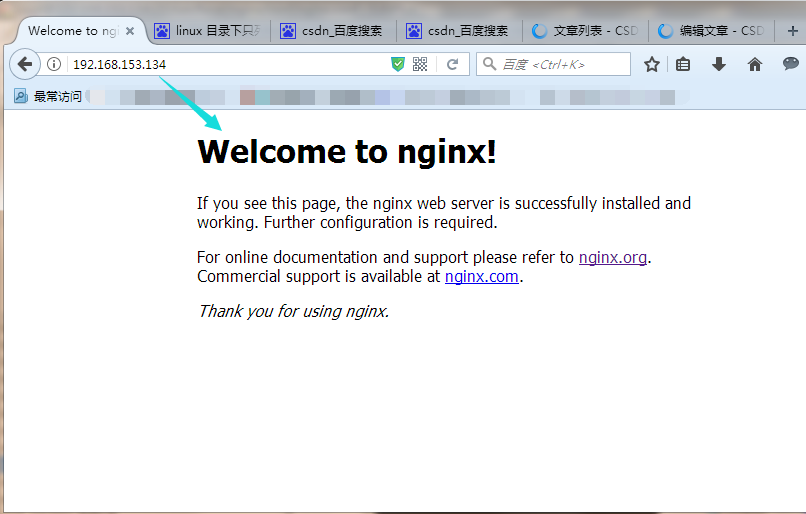 Welcome to ngi
linux 目录下只列
csdn_百度搜索
csdn_百度搜索
文章列表 - CSD
编辑文章 - CSD
192.168.153.134
百度 <Ctrl+K>
最常访问
Welcome to nginx!
If you see this page, the nginx web server is successfully installed and
working. Further configuration is required.
For online documentation and support please refer to nginx.org.
Commercial support is available at nginx.com.
Thank you for using nginx.